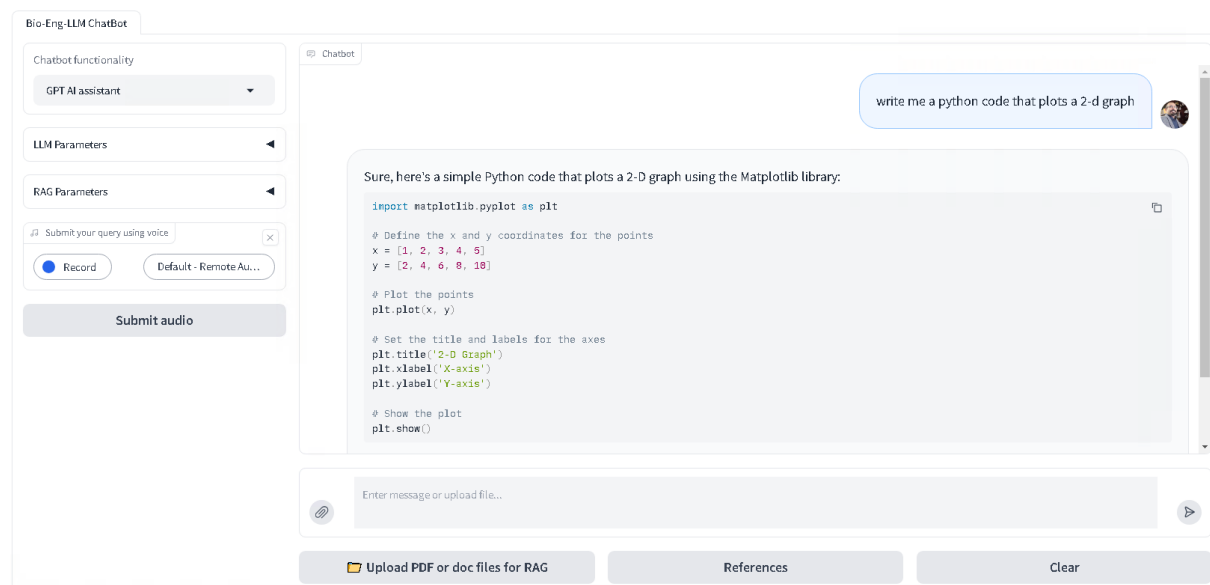 Bio-Eng-LLM ChatBot
Chatbot functionality
GPT AI assistant
LLM Parameters
RAG Parameters
Submit your query using voice
Record
Default - Remote Au...
Submit audio
Chatbot
write me a python code that plots a 2-d graph
Sure, here's a simple Python code that plots a 2-D graph using the Matplotlib library:
import matplotlib.pyplot as plt
# Define the x and y coordinates for the points
x = [1, 2, 3, 4, 5]
y = [2, 4, 6, 8, 10]
# Plot the points
plt.plot(x, y)
# Set the title and labels for the axes
plt.title('2-D Graph')
plt.xlabel('X-axis')
plt.ylabel('Y-axis')
# Show the plot
plt.show()
Enter message or upload file...
Upload PDF or doc files for RAG
References
Clear